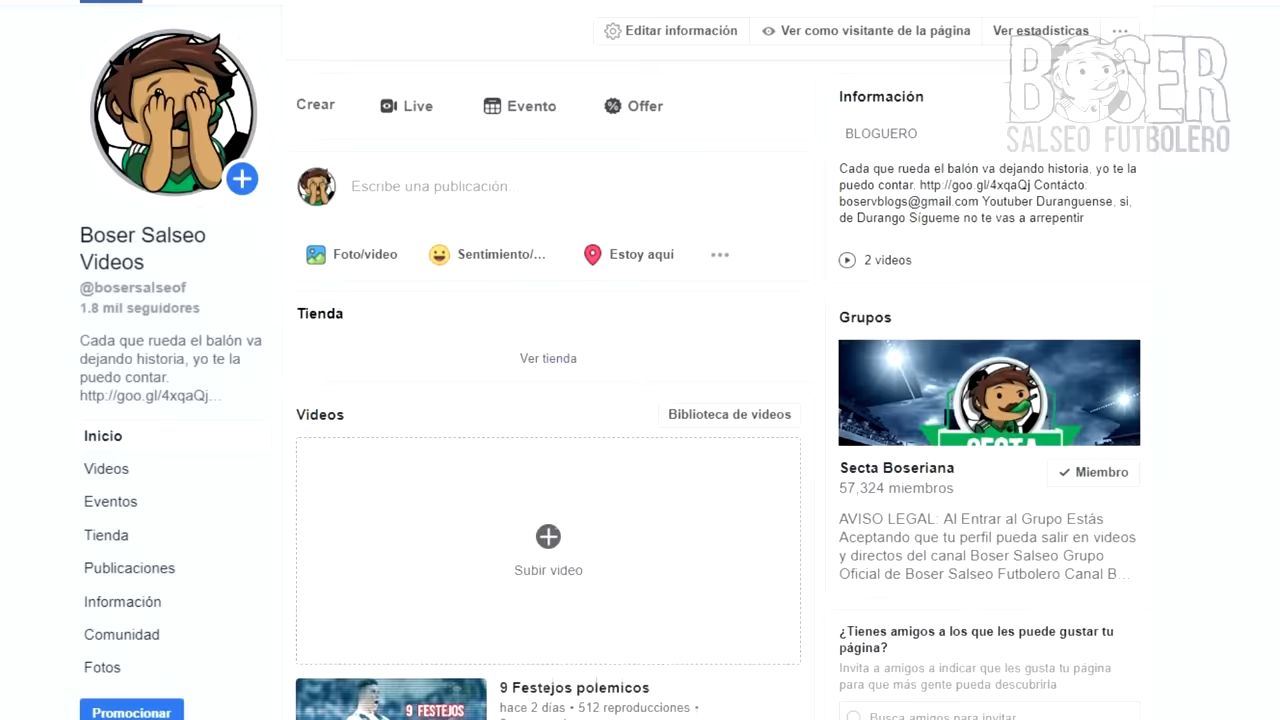 Editar información
Ver como visitante de la página
Ver estadísticas
...
BOSER
SALSEO FUTBOLERO
Crear
Live
Evento
Offer
Escribe una publicación...
Foto/video
Sentimiento/...
Estoy aquí
...
Tienda
Ver tienda
Videos
Biblioteca de videos
Subir video
9 FESTEJOS
9 Festejos polemicos
hace 2 días • 512 reproducciones •
Boser Salseo
Videos
@bosersalseof
1.8 mil seguidores
Cada que rueda el balón va
dejando historia, yo te la
puedo contar.
http://goo.gl/4xqaQj...
Inicio
Videos
Eventos
Tienda
Publicaciones
Información
Comunidad
Fotos
Promocionar
Información
BLOGUERO
Cada que rueda el balón va dejando historia, yo te la
puedo contar. http://goo.gl/4xqaQj Contácto:
boservblogs@gmail.com Youtuber Duranguense, si,
de Durango Sígueme no te vas a arrepentir
2 videos
Grupos
SECTA
Secta Boseriana
Miembro
57,324 miembros
AVISO LEGAL: Al Entrar al Grupo Estás
Aceptando que tu perfil pueda salir en videos
y directos del canal Boser Salseo Grupo
Oficial de Boser Salseo Futbolero Canal B...
¿Tienes amigos a los que les puede gustar tu
página?
Invita a amigos a indicar que les gusta tu página
para que más gente pueda descubrirla
Busca amigos para invitar